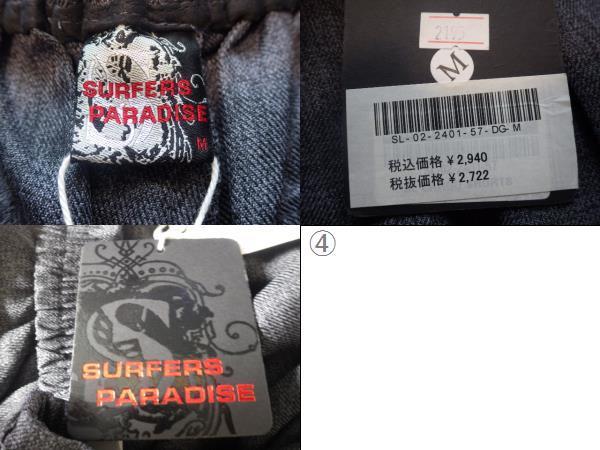 SURFERS
PARADISE
M
2195
M
SL-02-2401-57-DG-M
税込価格 ¥2,940
税抜価格 ¥2,722
SURFERS
PARADISE
④